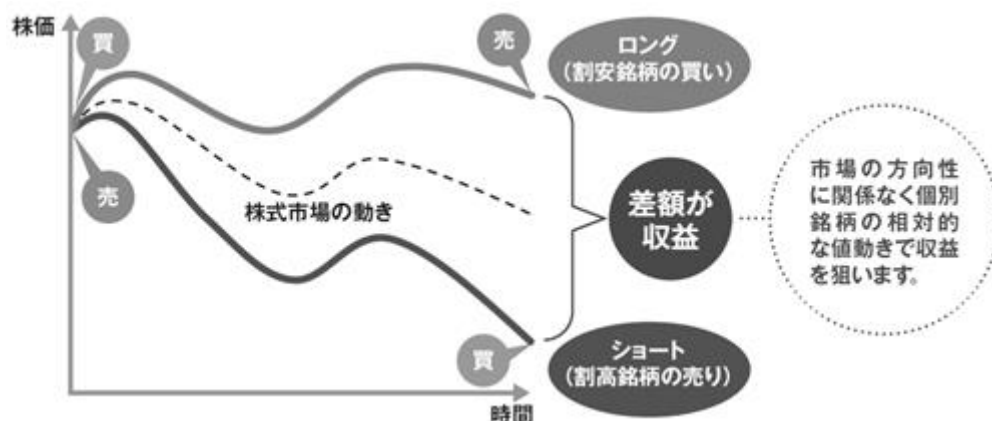 株価
買
売
ロング
(割安銘柄の買い)
売
株式市場の動き
差額が
収益
市場の方向性
に関係なく個別
銘柄の相対的
な値動きで収益
を狙います。
買
ショート
(割高銘柄の売り)
時間